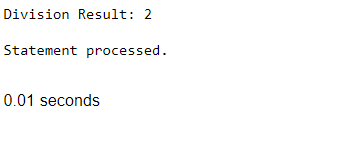 Division Result: 2
Statement processed.
0.01 seconds